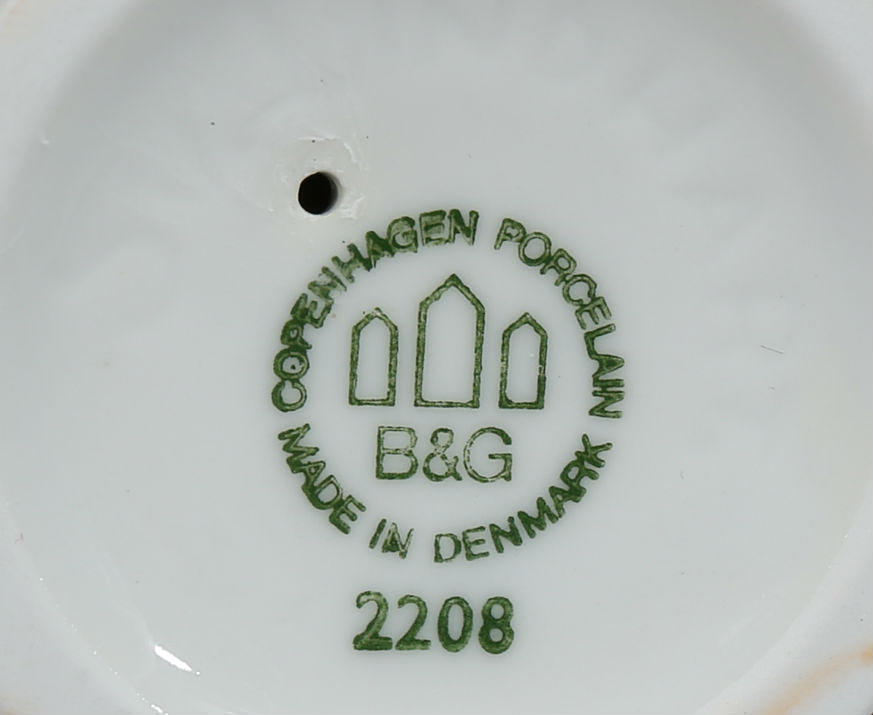 COPENHAGEN PORCELAIN
B&G
MADE IN DENMARK
2208